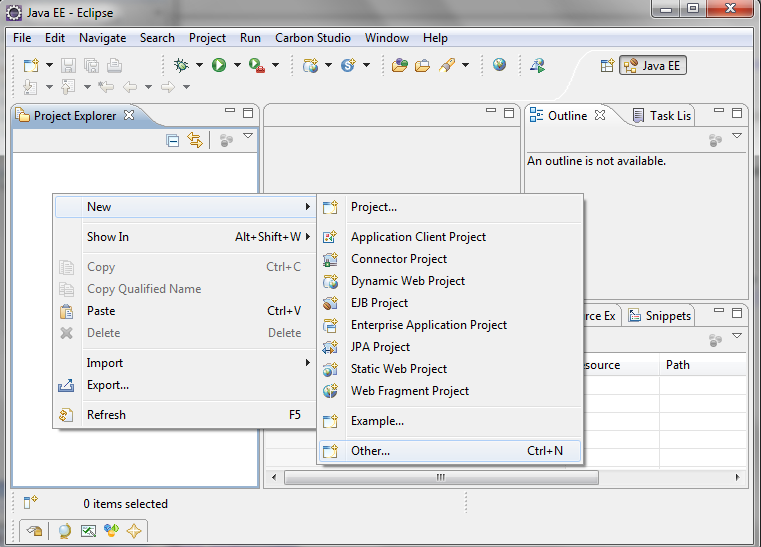 Java EE - Eclipse
File Edit Navigate Search Project Run Carbon Studio Window Help
Java EE
Project Explorer
Outline Task Lis
An outline is not available.
New
Show In Alt+Shift+W
Copy Ctrl+C
Copy Qualified Name
Paste Ctrl+V
Delete Delete
Import
Export...
Refresh F5
Project...
Application Client Project
Connector Project
Dynamic Web Project
EJB Project
Enterprise Application Project
JPA Project
Static Web Project
Web Fragment Project
Example...
Other... Ctrl+N
rce Ex Snippets
source Path
0 items selected